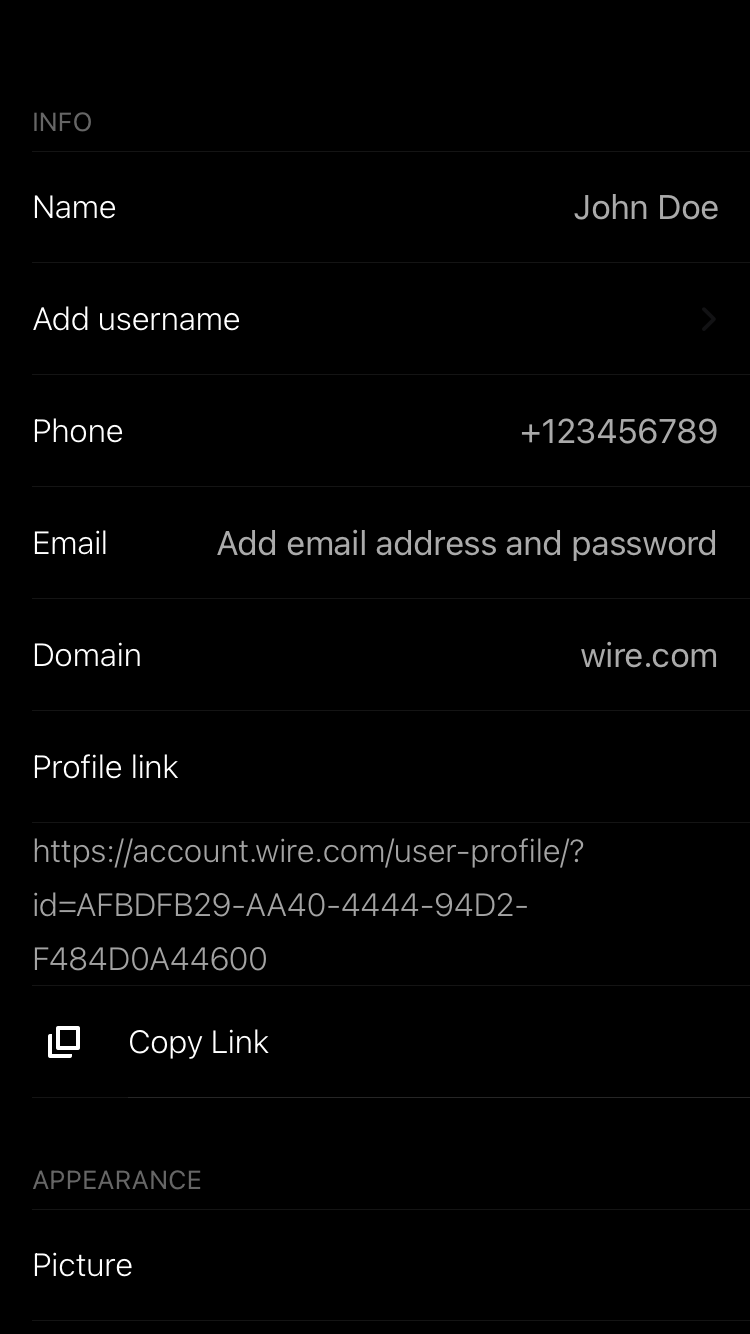 INFO
Name John Doe
Add username
Phone +123456789
Email Add email address and password
Domain wire.com
Profile link
https://account.wire.com/user-profile/?
id=AFBDFB29-AA40-4444-94D2-
F484D0A44600
Copy Link
APPEARANCE
Picture